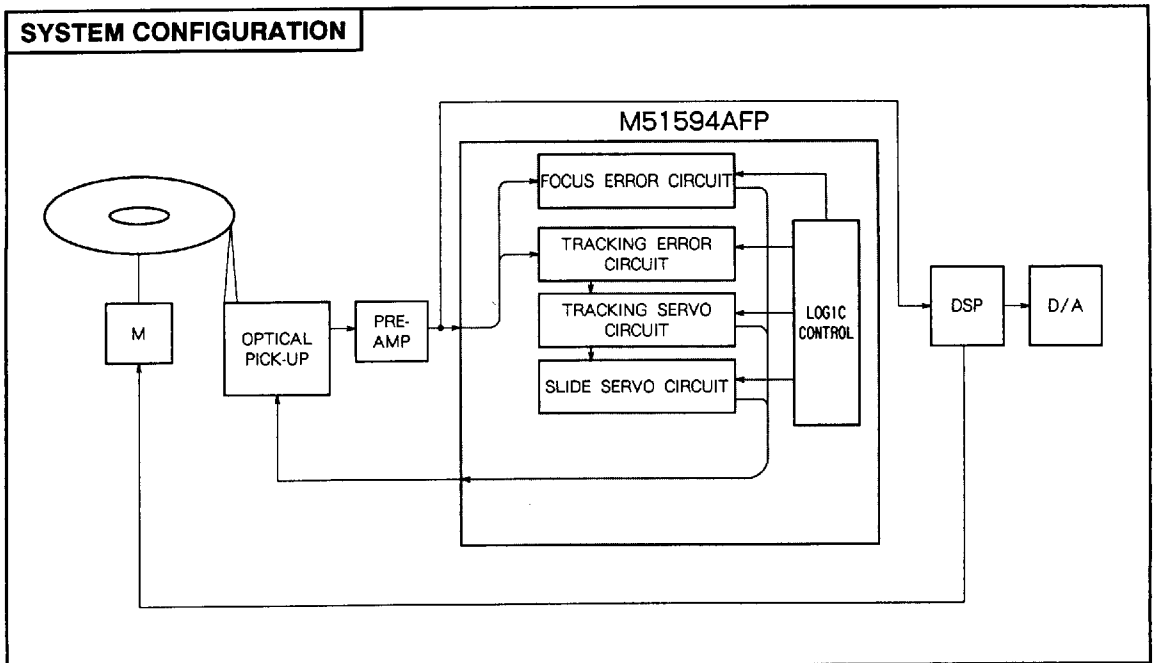 SYSTEM CONFIGURATION
M51594AFP
FOCUS ERROR CIRCUIT
TRACKING ERROR
CIRCUIT
TRACKING SERVO
CIRCUIT
SLIDE SERVO CIRCUIT
LOGIC
CONTROL
M
OPTICAL
PICK-UP
PRE-
AMP
DSP
D/A